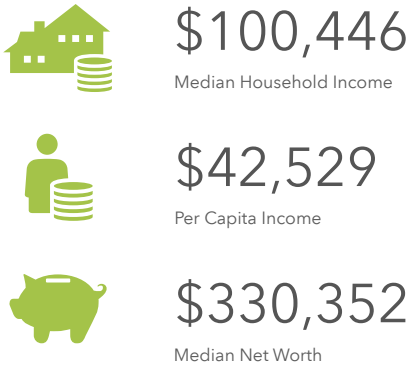 $100,446
Median Household Income
$42,529
Per Capita Income
$330,352
Median Net Worth